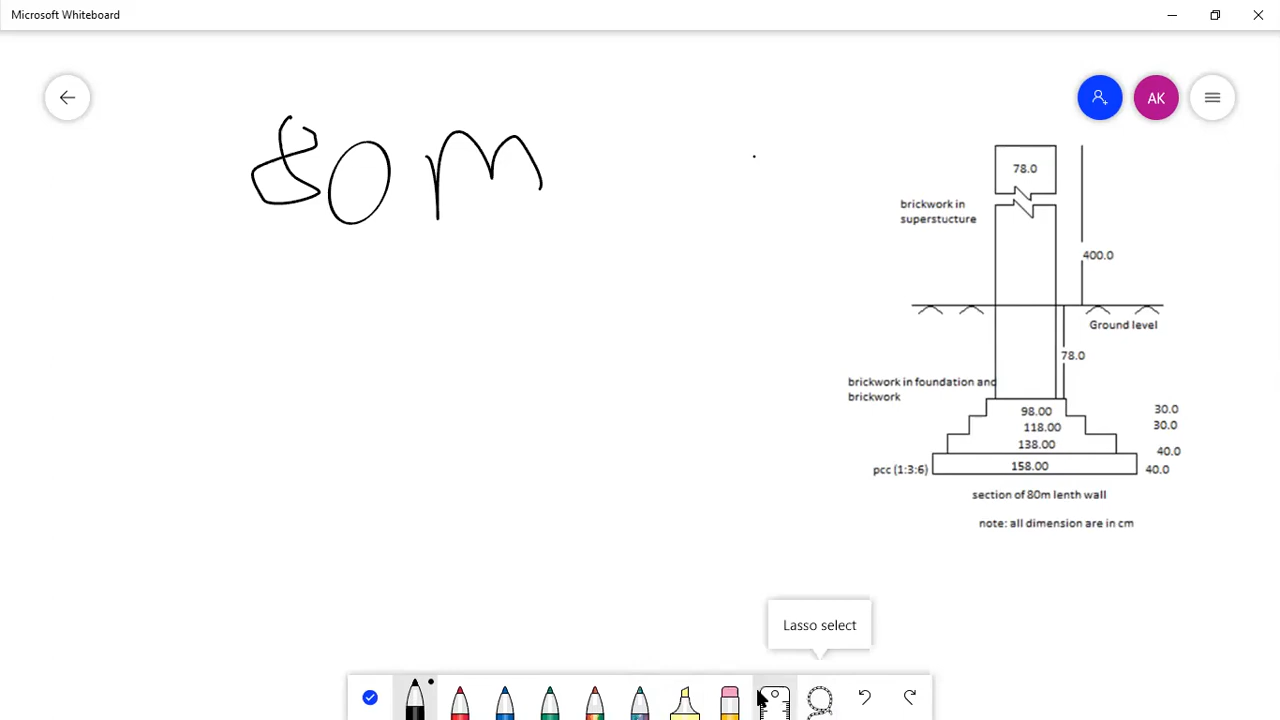 Microsoft Whiteboard
80 m
AK
78.0
brickwork in
superstucture
400.0
Ground level
78.0
brickwork in foundation and
brickwork
98.00
30.0
118.00
30.0
138.00
40.0
pcc (1:3:6)
158.00
40.0
section of 80m lenth wall
note: all dimension are in cm
Lasso select